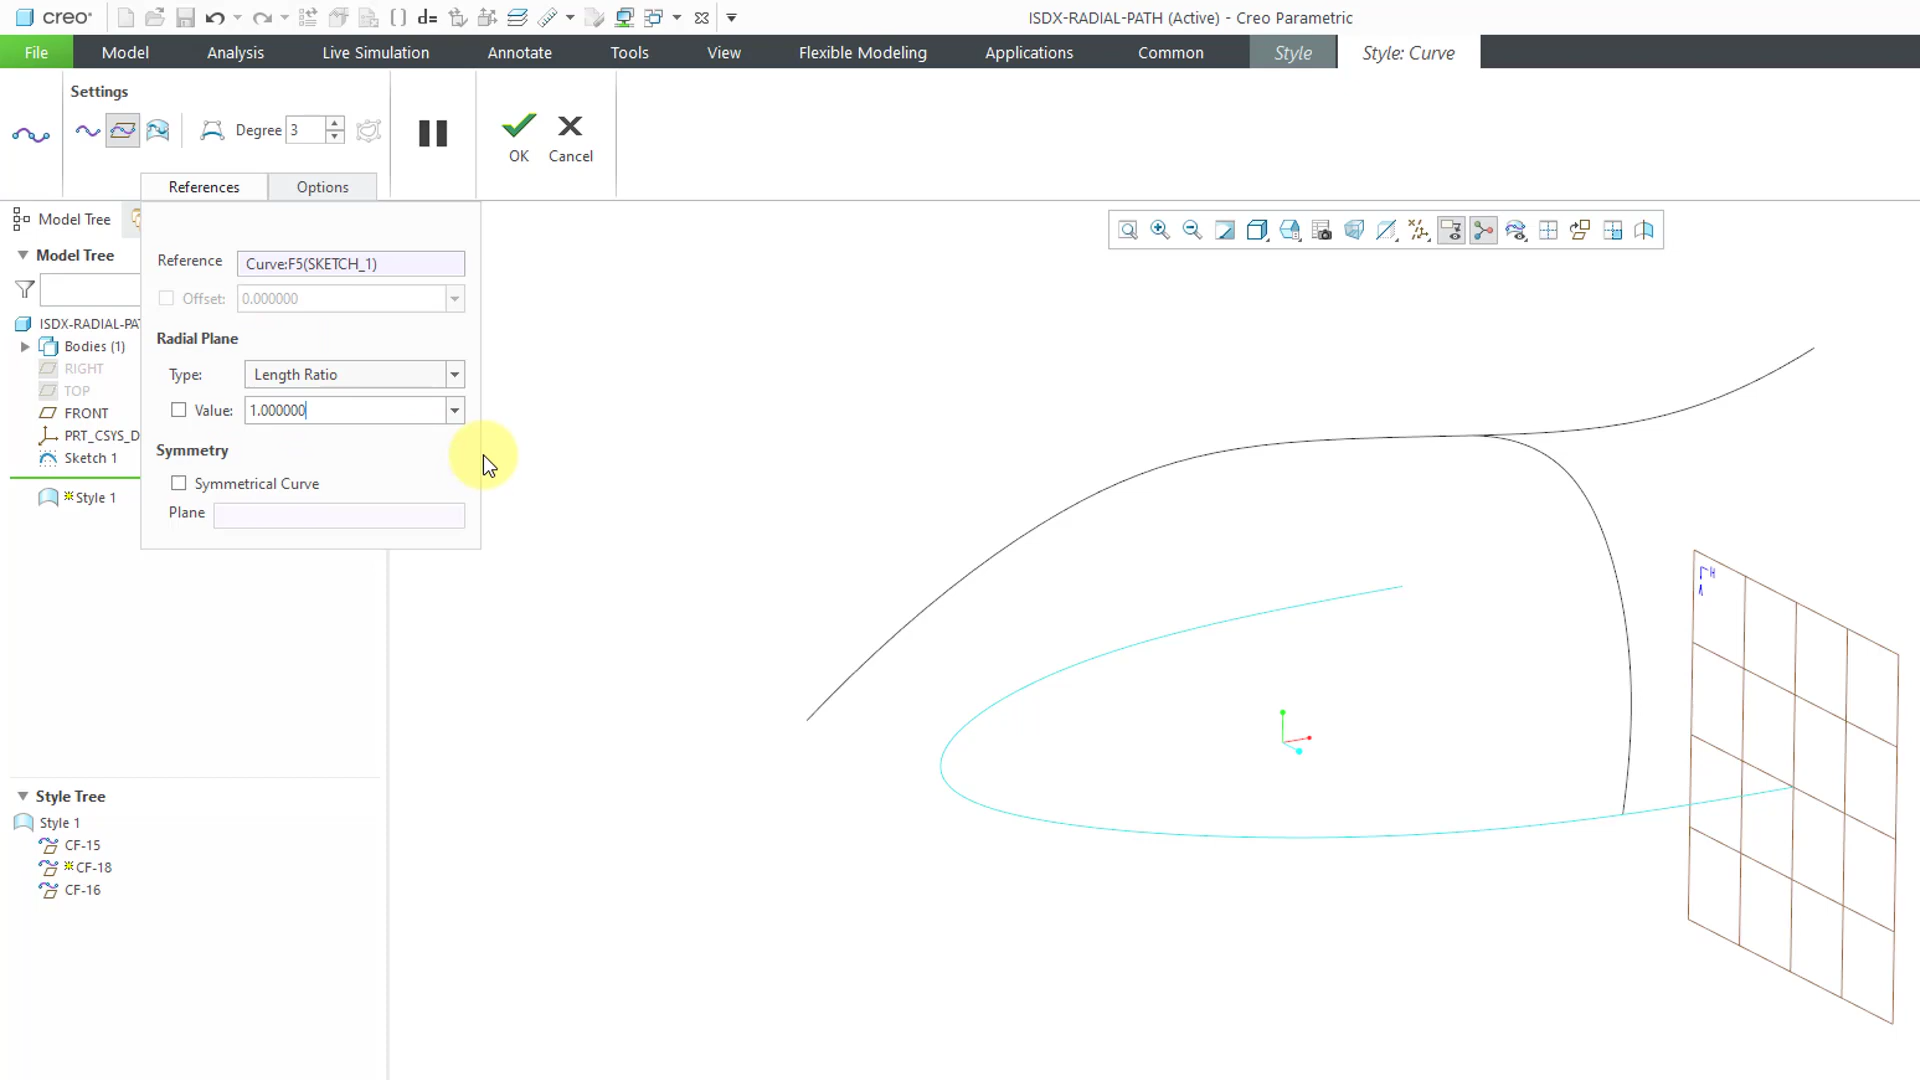 creo
d=
ISDX-RADIAL-PATH (Active) - Creo Parametric
File Model Analysis Live Simulation Annotate Tools View Flexible Modeling Applications Common Style Style: Curve
Settings
Degree 3
OK Cancel
References Options
Model Tree
Model Tree
ISDX-RADIAL-PA
Bodies (1)
RIGHT
TOP
FRONT
PRT_CSYS_D
Sketch 1
Style 1
Reference Curve:F5(SKETCH_1)
Offset: 0.000000
Radial Plane
Type: Length Ratio
Value: 1.000000
Symmetry
Symmetrical Curve
Plane
H
Style Tree
Style 1
CF-15
CF-18
CF-16